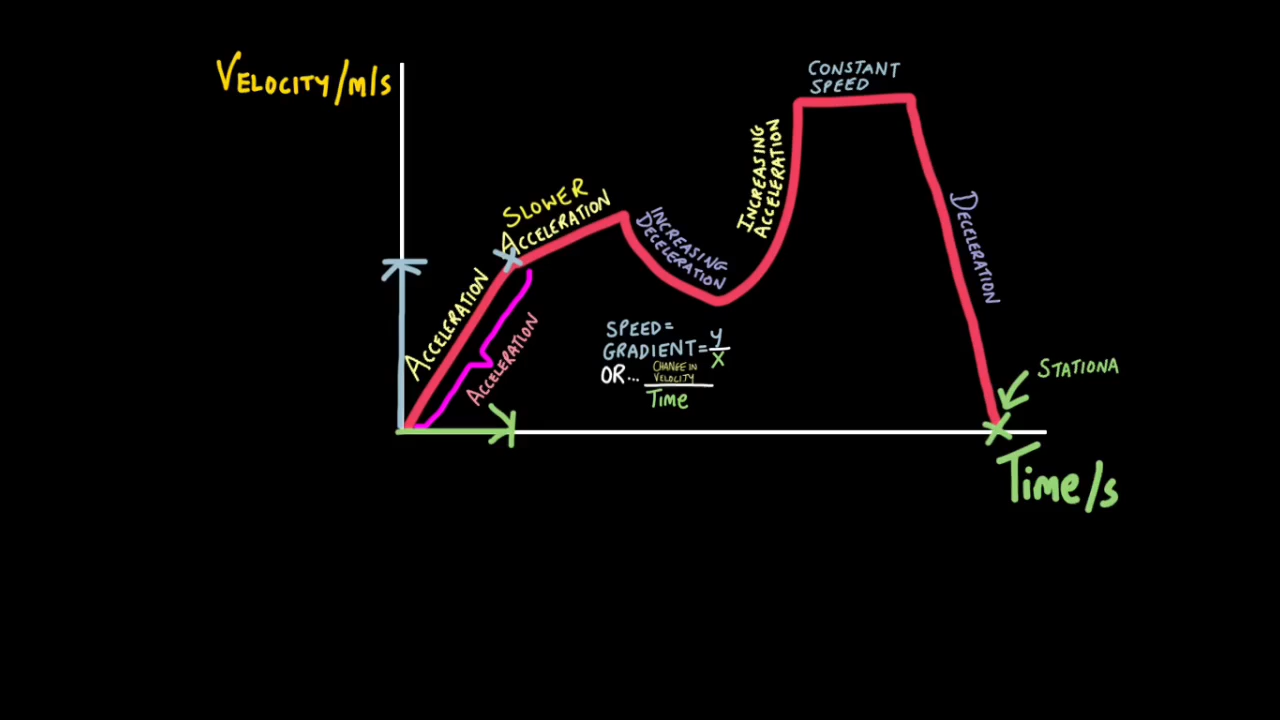 VELOCITY/m/s
CONSTANT
SPEED
INCREASING
ACCELERATION
SLOWER
ACCELERATION
INCREASING
DECELERATION
DECELERATION
ACCELERATION
ACCELERATION
SPEED=
GRADIENT=y/x
OR... CHANGE IN
VELOCITY
TIME
STATIONA
TIME/s